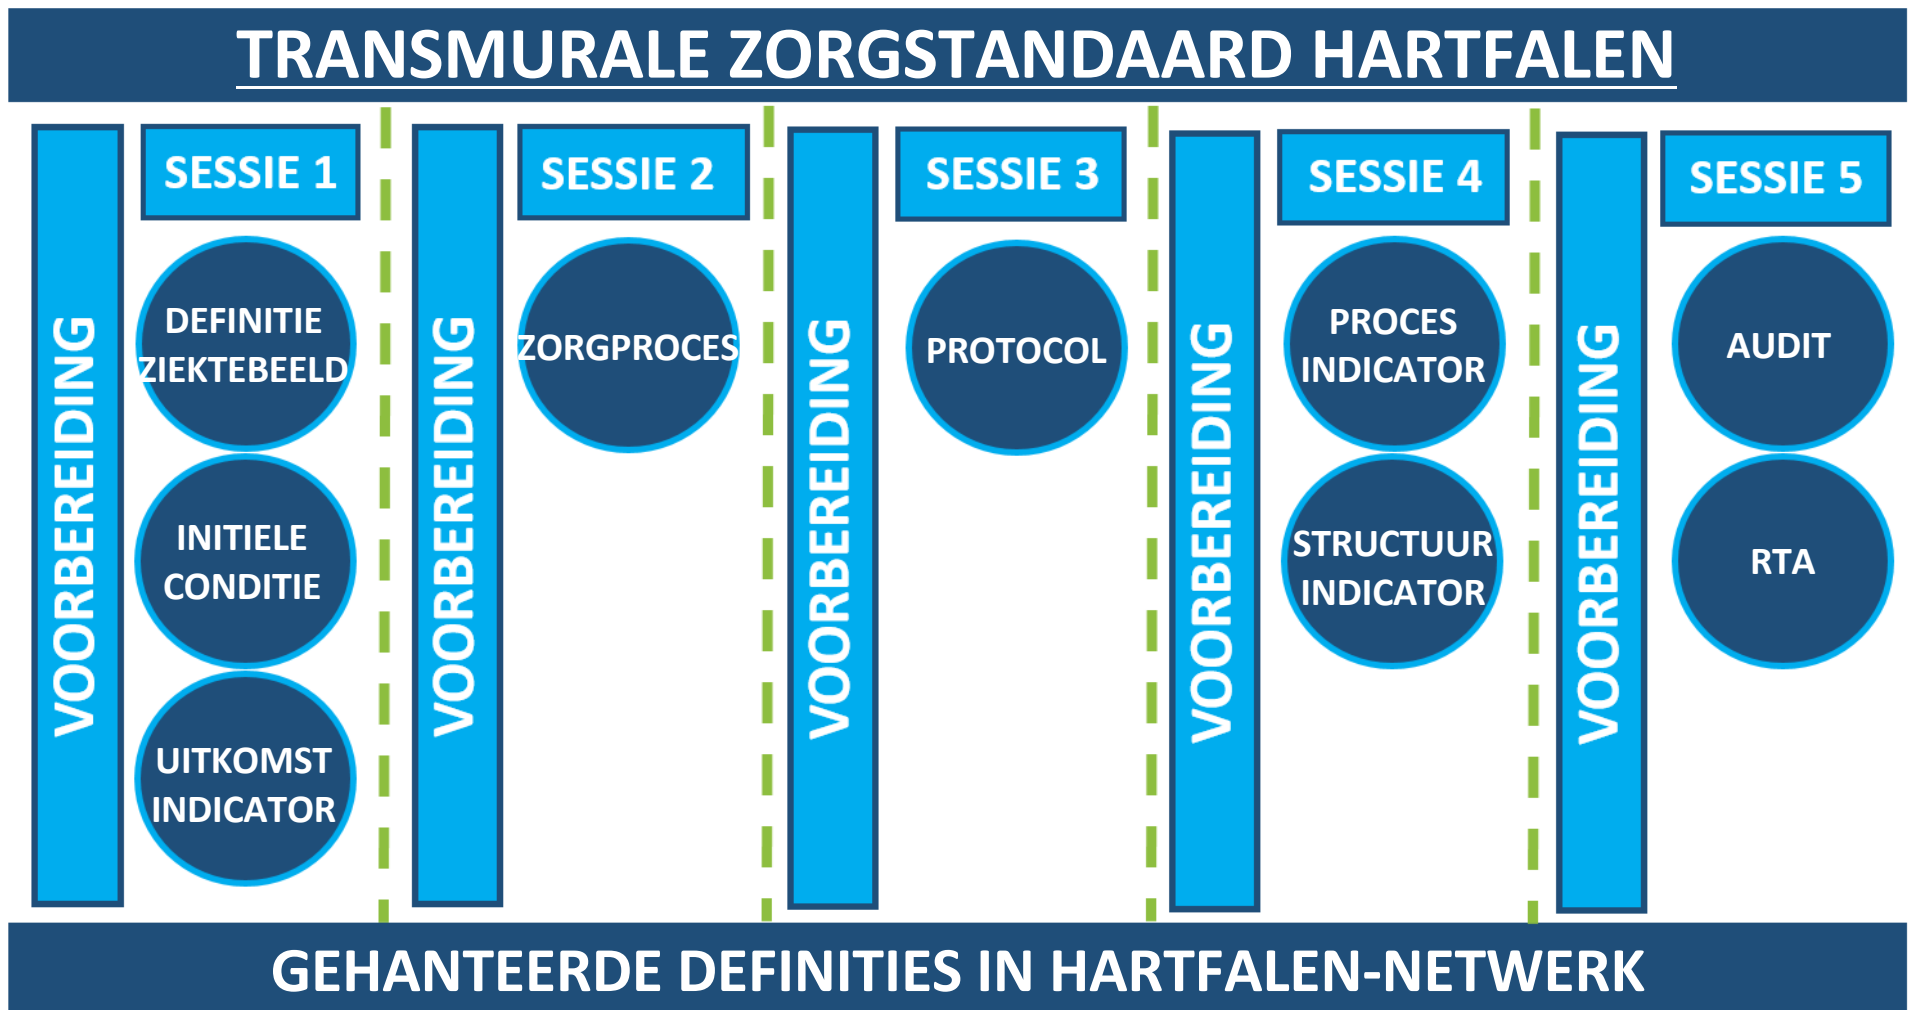 TRANSMURALE ZORGSTANDAARD HARTFALEN
VOORBEREIDING
SESSIE 1
DEFINITIE
ZIEKTEBEELD
INITIELE
CONDITIE
UITKOMST
INDICATOR
VOORBEREIDING
SESSIE 2
ZORGPROCES
VOORBEREIDING
SESSIE 3
PROTOCOL
VOORBEREIDING
SESSIE 4
PROCES
INDICATOR
STRUCTUUR
INDICATOR
VOORBEREIDING
SESSIE 5
AUDIT
RTA
GEHANTEERDE DEFINITIES IN HARTFALEN-NETWERK